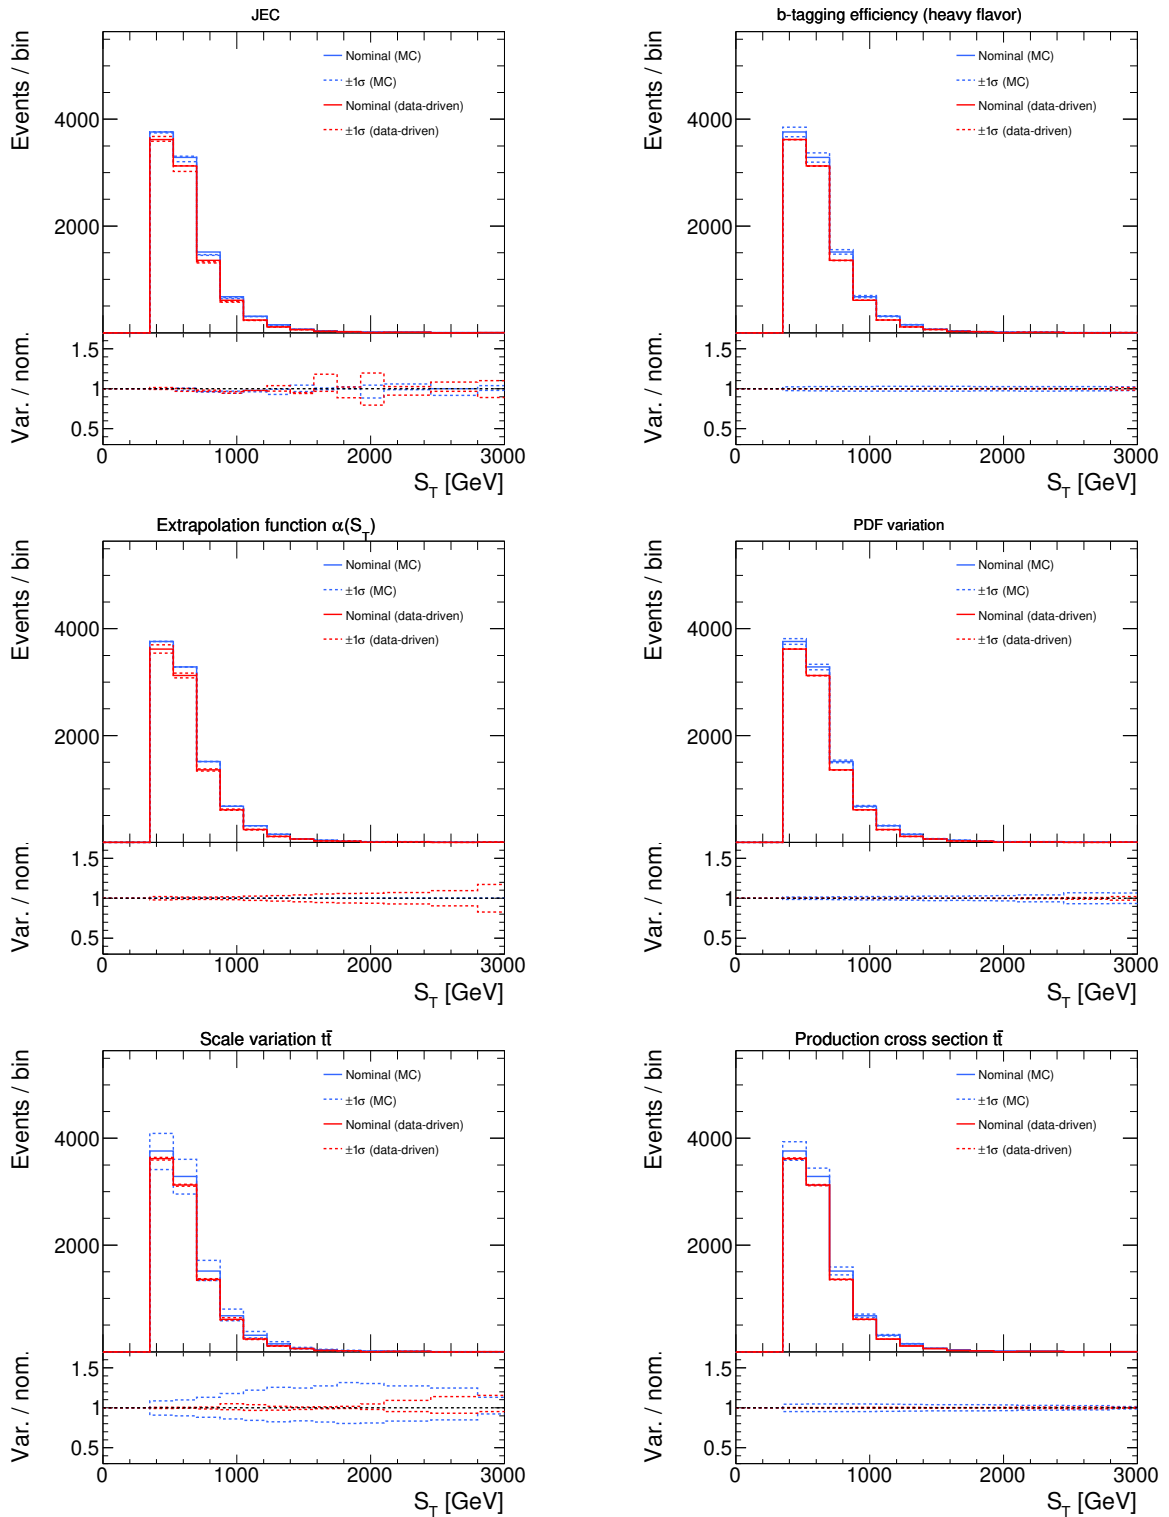 JEC
Events / bin
4000
2000
Nominal (MC)
±1σ (MC)
Nominal (data-driven)
±1σ (data-driven)
Var. / nom.
1.5
1
0.5
0 1000 2000 3000
S_T [GeV]
b-tagging efficiency (heavy flavor)
Events / bin
4000
2000
Nominal (MC)
±1σ (MC)
Nominal (data-driven)
±1σ (data-driven)
Var. / nom.
1.5
1
0.5
0 1000 2000 3000
S_T [GeV]
Extrapolation function α(S_T)
Events / bin
4000
2000
Nominal (MC)
±1σ (MC)
Nominal (data-driven)
±1σ (data-driven)
Var. / nom.
1.5
1
0.5
0 1000 2000 3000
S_T [GeV]
PDF variation
Events / bin
4000
2000
Nominal (MC)
±1σ (MC)
Nominal (data-driven)
±1σ (data-driven)
Var. / nom.
1.5
1
0.5
0 1000 2000 3000
S_T [GeV]
Scale variation tt̄
Events / bin
4000
2000
Nominal (MC)
±1σ (MC)
Nominal (data-driven)
±1σ (data-driven)
Var. / nom.
1.5
1
0.5
0 1000 2000 3000
S_T [GeV]
Production cross section tt̄
Events / bin
4000
2000
Nominal (MC)
±1σ (MC)
Nominal (data-driven)
±1σ (data-driven)
Var. / nom.
1.5
1
0.5
0 1000 2000 3000
S_T [GeV]